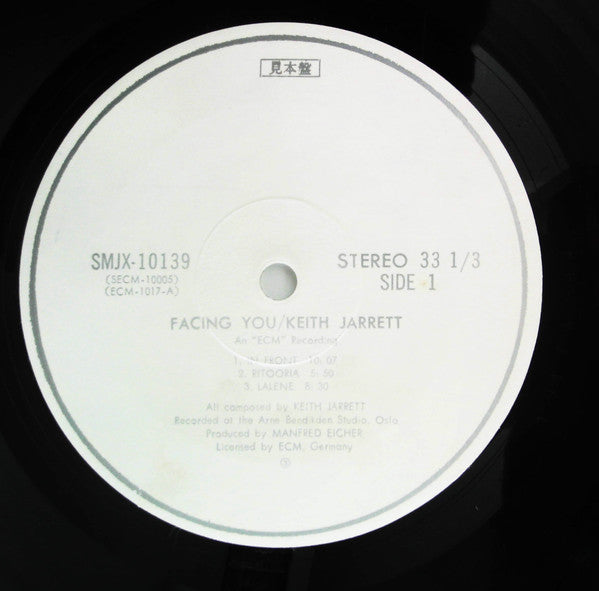 見本盤
SMJX-10139
(SECM-10005)
(ECM-1017-A)
STEREO 33 1/3
SIDE 1
FACING YOU/KEITH JARRETT
An "ECM" Recording
1. IN FRONT 10:07
2. RITOORIA 5:50
3. LALENE 8:30
All composed by KEITH JARRETT
Recorded at the Arne Bendiksen Studio, Oslo
Produced by MANFRED EICHER
Licensed by ECM, Germany